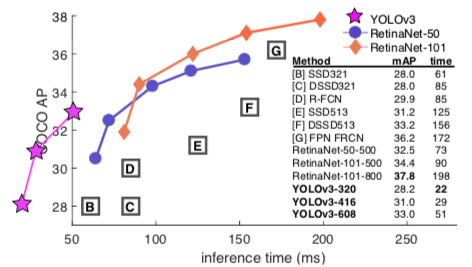 38
36
34
32
30
28
COCO AP
50
100
150
200
250
inference time (ms)
B
C
D
E
F
G
YOLOv3
RetinaNet-50
RetinaNet-101
Method mAP time
[B] SSD321 28.0 61
[C] DSSD321 28.0 85
[D] R-FCN 29.9 85
[E] SSD513 31.2 125
[F] DSSD513 33.2 156
[G] FPN FRCN 36.2 172
RetinaNet-50-500 32.5 73
RetinaNet-101-500 34.4 90
RetinaNet-101-800 37.8 198
YOLOv3-320 28.2 22
YOLOv3-416 31.0 29
YOLOv3-608 33.0 51